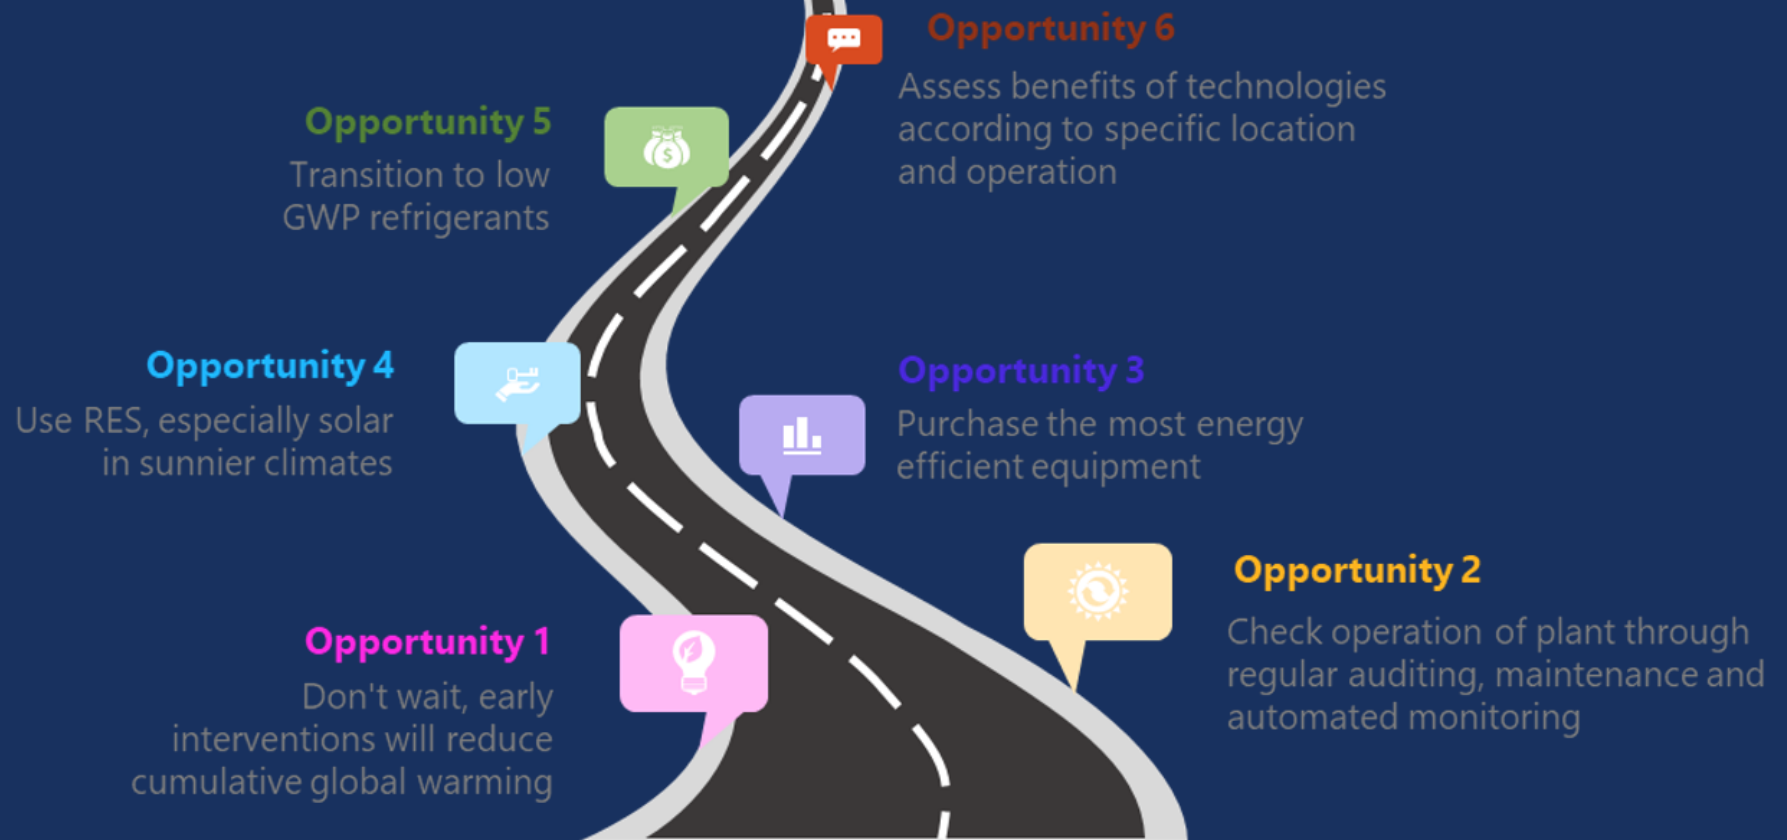 Opportunity 6
Assess benefits of technologies
according to specific location
and operation
Opportunity 5
Transition to low
GWP refrigerants
$
Opportunity 4
Use RES, especially solar
in sunnier climates
Opportunity 3
Purchase the most energy
efficient equipment
Opportunity 2
Check operation of plant through
regular auditing, maintenance and
automated monitoring
Opportunity 1
Don't wait, early
interventions will reduce
cumulative global warming